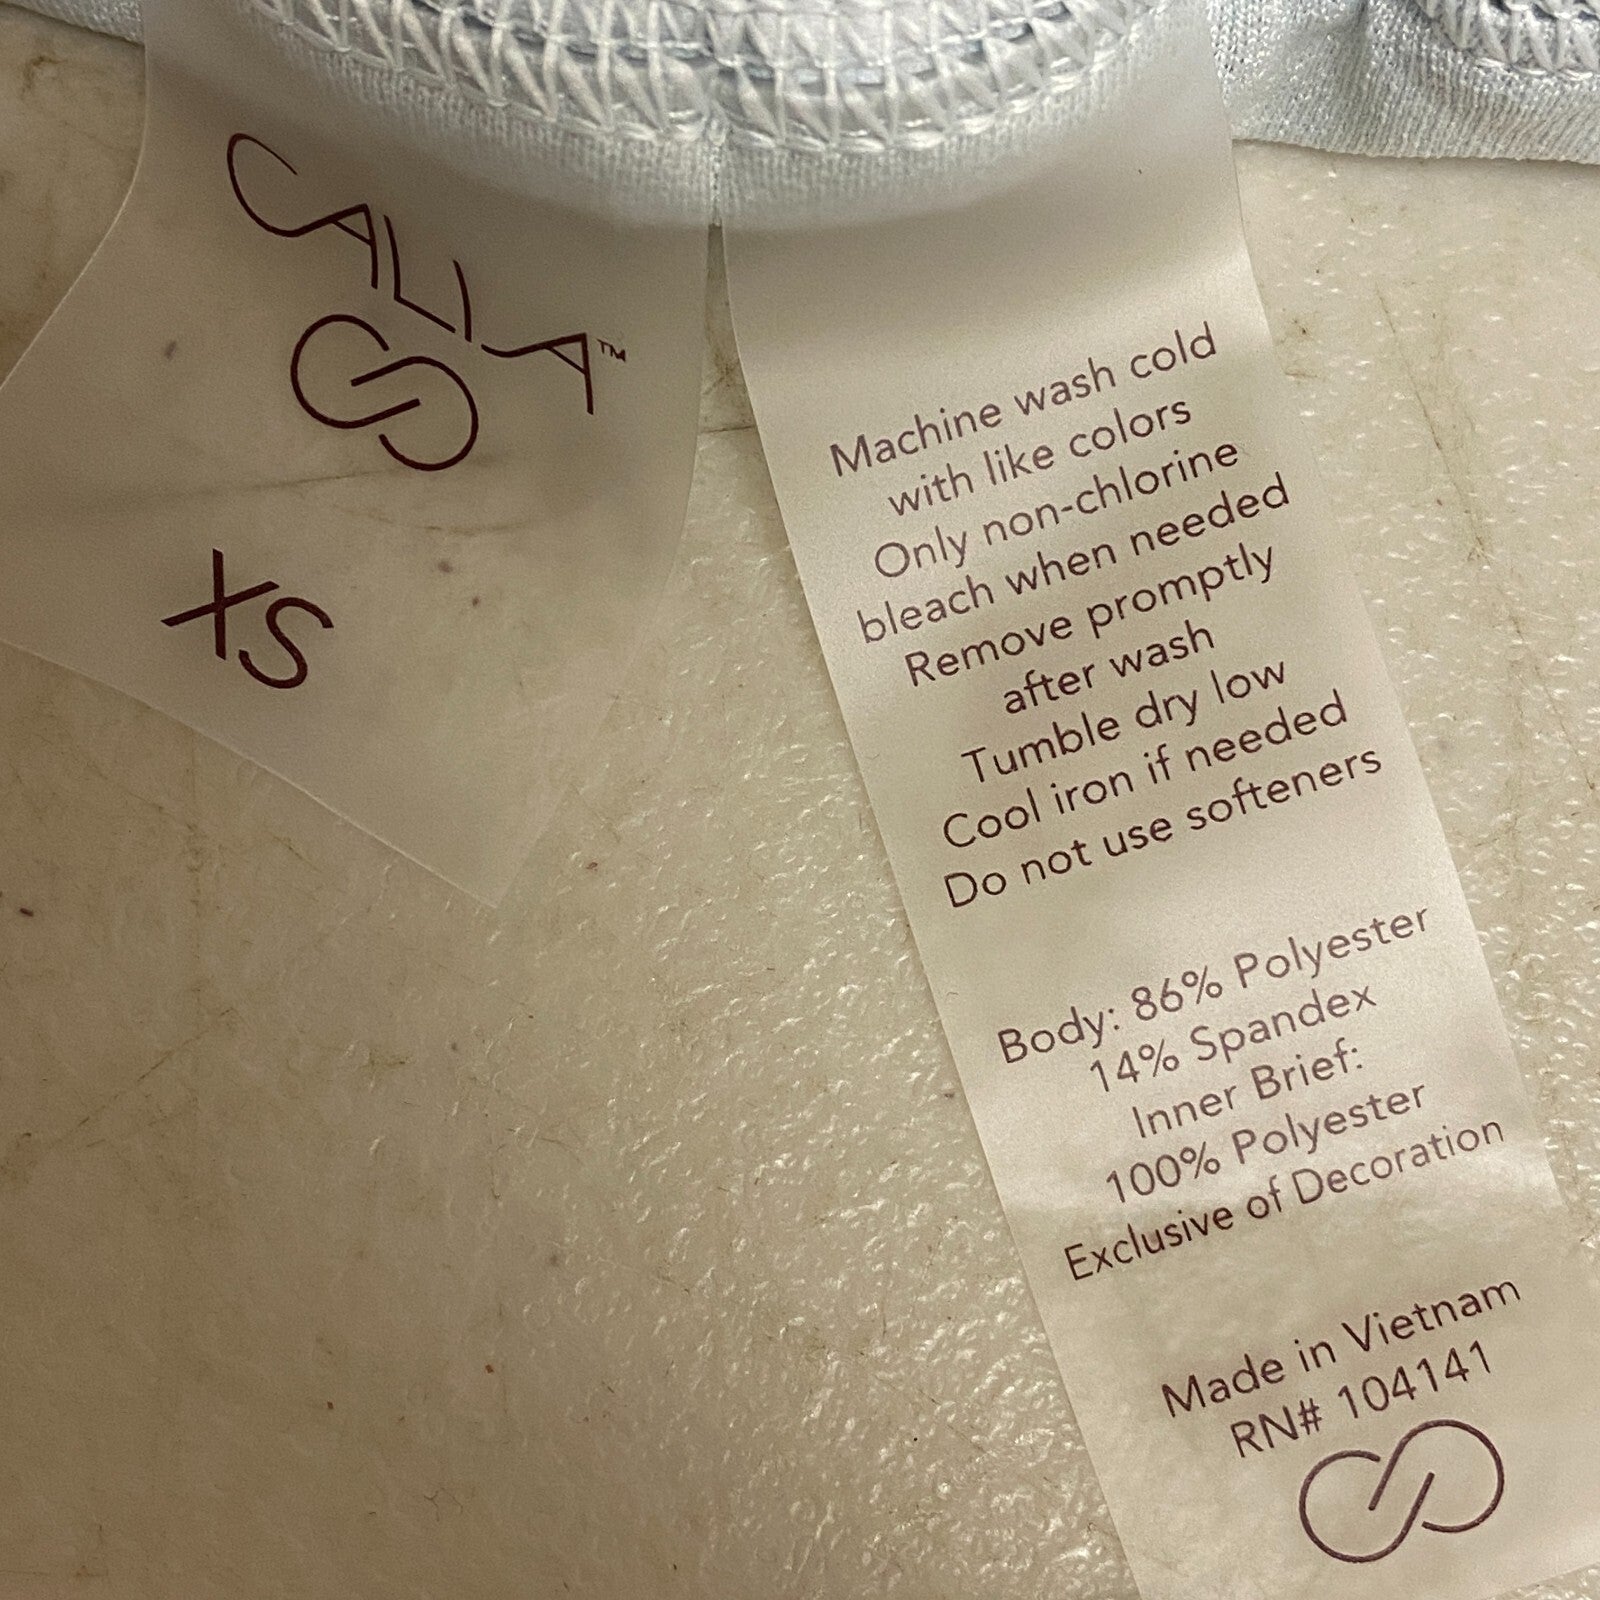 CALIA™
XS
Machine wash cold
with like colors
Only non-chlorine
bleach when needed
Remove promptly
after wash
Tumble dry low
Cool iron if needed
Do not use softeners
Body: 86% Polyester
14% Spandex
Inner Brief:
100% Polyester
Exclusive of Decoration
Made in Vietnam
RN# 104141